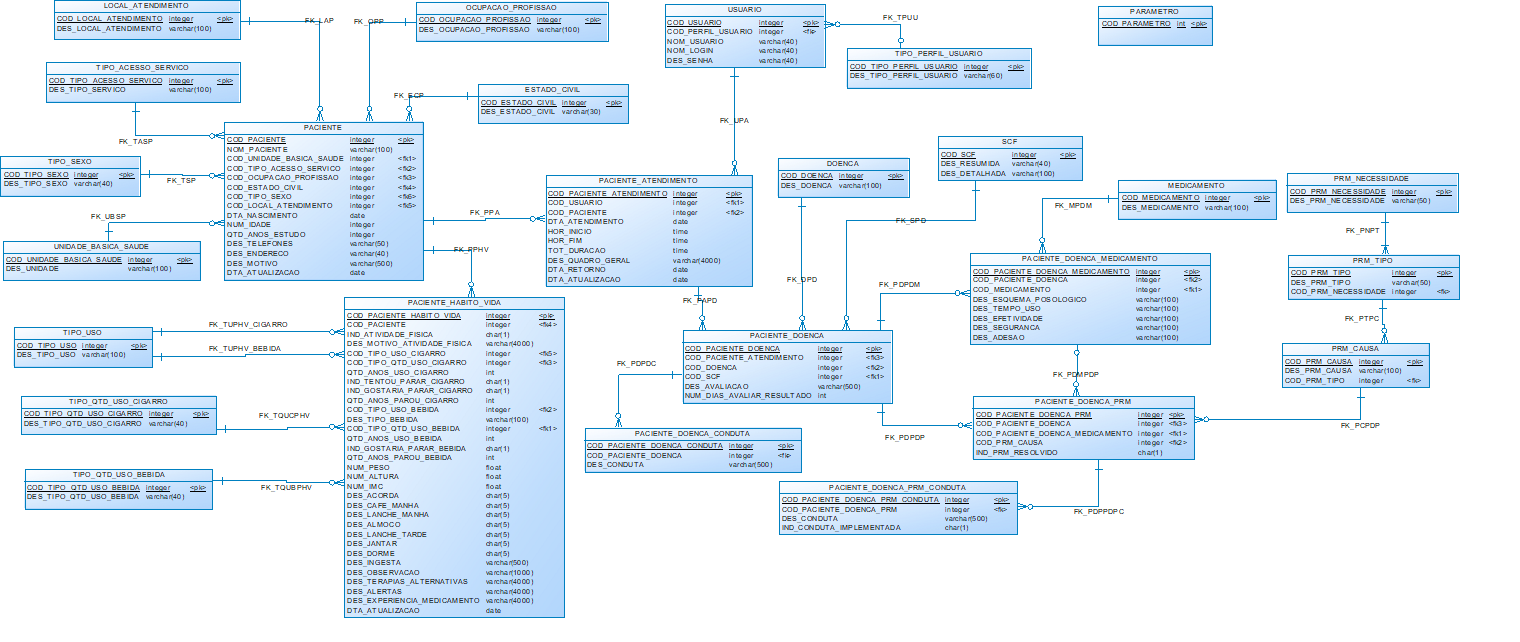 LOCAL_ATENDIMENTO
COD_LOCAL_ATENDIMENTO integer <pk>
DES_LOCAL_ATENDIMENTO varchar(100)
FK_LAP
FK_OPP
OCUPACAO_PROFISSAO
COD_OCUPACAO_PROFISSAO integer <pk>
DES_OCUPACAO_PROFISSAO varchar(100)
USUARIO
COD_USUARIO integer <pk>
COD_PERFIL_USUARIO integer <fk>
NOM_USUARIO varchar(40)
NOM_LOGIN varchar(40)
DES_SENHA varchar(40)
FK_TPUU
TIPO_PERFIL_USUARIO
COD_TIPO_PERFIL_USUARIO integer <pk>
DES_TIPO_PERFIL_USUARIO varchar(60)
PARAMETRO
COD_PARAMETRO int <pk>
TIPO_ACESSO_SERVICO
COD_TIPO_ACESSO_SERVICO integer <pk>
DES_TIPO_SERVICO varchar(100)
FK_TASP
FK_ECP
ESTADO_CIVIL
COD_ESTADO_CIVIL integer <pk>
DES_ESTADO_CIVIL varchar(30)
FK_UPA
TIPO_SEXO
COD_TIPO_SEXO integer <pk>
DES_TIPO_SEXO varchar(40)
FK_TSP
FK_UBSP
UNIDADE_BASICA_SAUDE
COD_UNIDADE_BASICA_SAUDE integer <pk>
DES_UNIDADE varchar(100)
PACIENTE
COD_PACIENTE integer <pk>
NOM_PACIENTE varchar(100)
COD_UNIDADE_BASICA_SAUDE integer <fk1>
COD_TIPO_ACESSO_SERVICO integer <fk2>
COD_OCUPACAO_PROFISSAO integer <fk3>
COD_ESTADO_CIVIL integer <fk4>
COD_TIPO_SEXO integer <fk6>
COD_LOCAL_ATENDIMENTO integer <fk5>
DTA_NASCIMENTO date
NUM_IDADE integer
QTD_ANOS_ESTUDO integer
DES_TELEFONES varchar(50)
DES_ENDERECO varchar(40)
DES_MOTIVO varchar(500)
DTA_ATUALIZACAO date
FK_PPA
FK_PPHV
PACIENTE_ATENDIMENTO
COD_PACIENTE_ATENDIMENTO integer <pk>
COD_USUARIO integer <fk1>
COD_PACIENTE integer <fk2>
DTA_ATENDIMENTO date
HOR_INICIO time
HOR_FIM time
TOT_DURACAO time
DES_QUADRO_GERAL varchar(4000)
DTA_RETORNO date
DTA_ATUALIZACAO date
FK_PAPD
DOENCA
COD_DOENCA integer <pk>
DES_DOENCA varchar(100)
FK_DPD
SCF
COD_SCF integer <pk>
DES_RESUMIDA varchar(40)
DES_DETALHADA varchar(100)
FK_SPD
MEDICAMENTO
COD_MEDICAMENTO integer <pk>
DES_MEDICAMENTO varchar(100)
FK_MPDM
PRM_NECESSIDADE
COD_PRM_NECESSIDADE integer <pk>
DES_PRM_NECESSIDADE varchar(50)
FK_PNPT
PRM_TIPO
COD_PRM_TIPO integer <pk>
DES_PRM_TIPO varchar(50)
COD_PRM_NECESSIDADE integer <fk>
FK_PTPC
PRM_CAUSA
COD_PRM_CAUSA integer <pk>
DES_PRM_CAUSA varchar(100)
COD_PRM_TIPO integer <fk>
FK_PCPDP
PACIENTE_DOENCA_MEDICAMENTO
COD_PACIENTE_DOENCA_MEDICAMENTO integer <pk>
COD_PACIENTE_DOENCA integer <fk2>
COD_MEDICAMENTO integer <fk1>
DES_ESQUEMA_POSOLOGICO varchar(100)
DES_TEMPO_USO varchar(100)
DES_EFETIVIDADE varchar(100)
DES_SEGURANCA varchar(100)
DES_ADESAO varchar(100)
FK_PDPDM
FK_PDMPDP
PACIENTE_HABITO_VIDA
COD_PACIENTE_HABITO_VIDA integer <pk>
COD_PACIENTE integer <fk4>
IND_ATIVIDADE_FISICA char(1)
DES_MOTIVO_ATIVIDADE_FISICA varchar(4000)
COD_TIPO_USO_CIGARRO integer <fk5>
COD_TIPO_QTD_USO_CIGARRO integer <fk3>
QTD_ANOS_USO_CIGARRO int
IND_TENTOU_PARAR_CIGARRO char(1)
IND_GOSTARIA_PARAR_CIGARRO char(1)
QTD_ANOS_PAROU_CIGARRO int
COD_TIPO_USO_BEBIDA integer <fk2>
DES_TIPO_BEBIDA varchar(100)
COD_TIPO_QTD_USO_BEBIDA integer <fk1>
QTD_ANOS_USO_BEBIDA int
IND_GOSTARIA_PARAR_BEBIDA char(1)
QTD_ANOS_PAROU_BEBIDA int
NUM_PESO float
NUM_ALTURA float
NUM_IMC float
DES_ACORDA char(5)
DES_CAFE_MANHA char(5)
DES_LANCHE_MANHA char(5)
DES_ALMOCO char(5)
DES_LANCHE_TARDE char(5)
DES_JANTAR char(5)
DES_DORME char(5)
DES_INGESTA varchar(500)
DES_OBSERVACAO varchar(1000)
DES_TERAPIAS_ALTERNATIVAS varchar(4000)
DES_ALERTAS varchar(4000)
DES_EXPERIENCIA_MEDICAMENTO varchar(4000)
DTA_ATUALIZACAO date
TIPO_USO
COD_TIPO_USO integer <pk>
DES_TIPO_USO varchar(100)
FK_TUPHV_CIGARRO
FK_TUPHV_BEBIDA
TIPO_QTD_USO_CIGARRO
COD_TIPO_QTD_USO_CIGARRO integer <pk>
DES_TIPO_QTD_USO_CIGARRO varchar(40)
FK_TQUCPHV
TIPO_QTD_USO_BEBIDA
COD_TIPO_QTD_USO_BEBIDA integer <pk>
DES_TIPO_QTD_USO_BEBIDA varchar(40)
FK_TQUBPHV
PACIENTE_DOENCA
COD_PACIENTE_DOENCA integer <pk>
COD_PACIENTE_ATENDIMENTO integer <fk3>
COD_DOENCA integer <fk2>
COD_SCF integer <fk1>
DES_AVALIACAO varchar(500)
NUM_DIAS_AVALIAR_RESULTADO int
FK_PDPDC
FK_PDPDP
PACIENTE_DOENCA_CONDUTA
COD_PACIENTE_DOENCA_CONDUTA integer <pk>
COD_PACIENTE_DOENCA integer <fk>
DES_CONDUTA varchar(500)
PACIENTE_DOENCA_PRM
COD_PACIENTE_DOENCA_PRM integer <pk>
COD_PACIENTE_DOENCA integer <fk3>
COD_PACIENTE_DOENCA_MEDICAMENTO integer <fk1>
COD_PRM_CAUSA integer <fk2>
IND_PRM_RESOLVIDO char(1)
PACIENTE_DOENCA_PRM_CONDUTA
COD_PACIENTE_DOENCA_PRM_CONDUTA integer <pk>
COD_PACIENTE_DOENCA_PRM integer <fk>
DES_CONDUTA varchar(500)
IND_CONDUTA_IMPLEMENTADA char(1)
FK_PDPPDPC